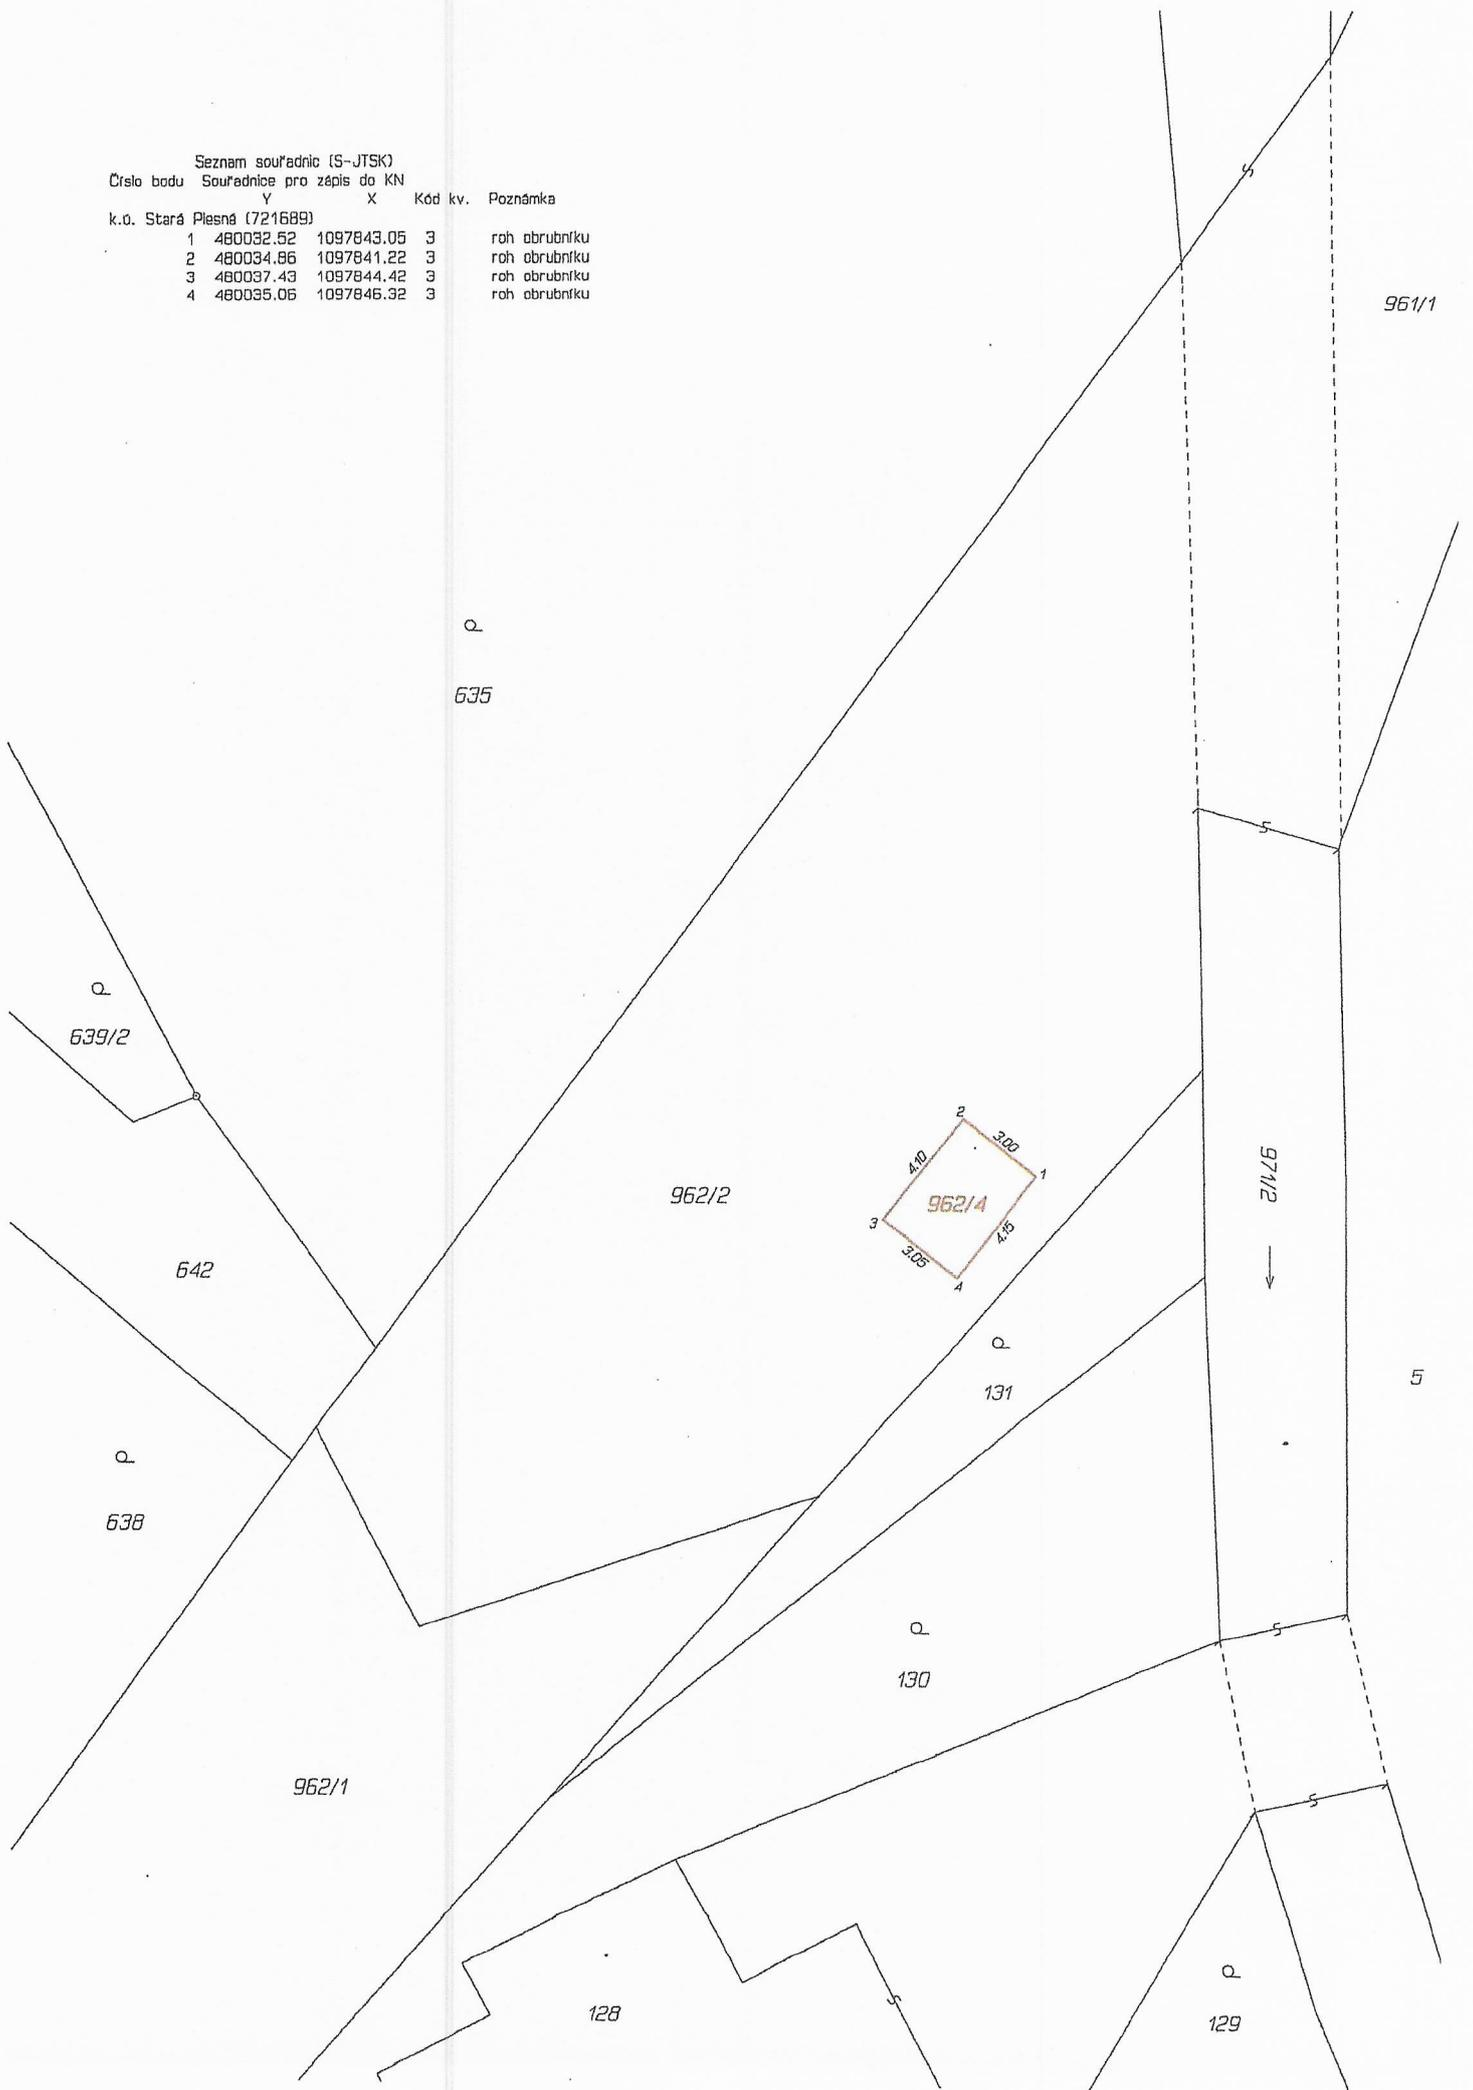 Seznam souřadnic (S-JTSK)
Číslo bodu Souřadnice pro zápis do KN
Y X Kód kv. Poznámka
k.ú. Stará Plesná (721689)
1 480032.52 1097843.05 3 roh obrubníku
2 480034.86 1097841.22 3 roh obrubníku
3 480037.43 1097844.42 3 roh obrubníku
4 480035.06 1097846.32 3 roh obrubníku
961/1
635
639/2
2
3.00
4.10
1
962/2
962/4
971/2
3
4.15
3.05
4
642
131
5
638
130
962/1
128
129